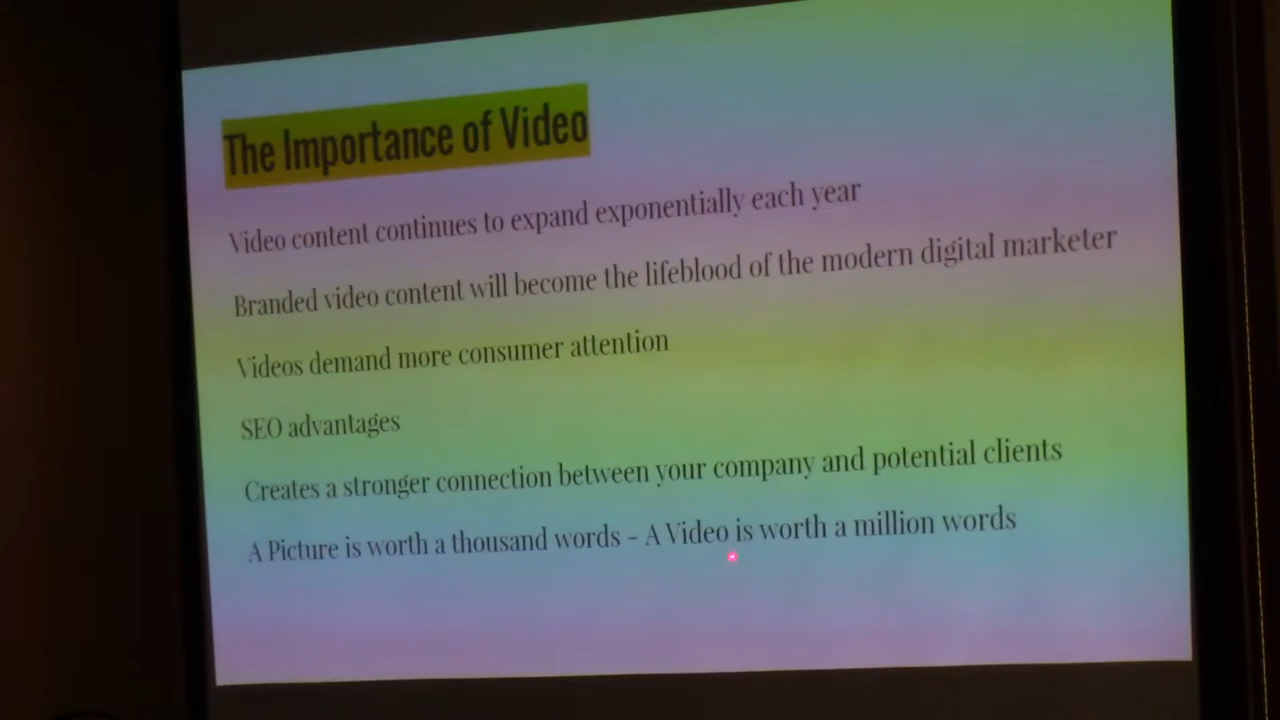 The Importance of Video
Video content continues to expand exponentially each year
Branded video content will become the lifeblood of the modern digital marketer
Videos demand more consumer attention
SEO advantages
Creates a stronger connection between your company and potential clients
A Picture is worth a thousand words - A Video is worth a million words